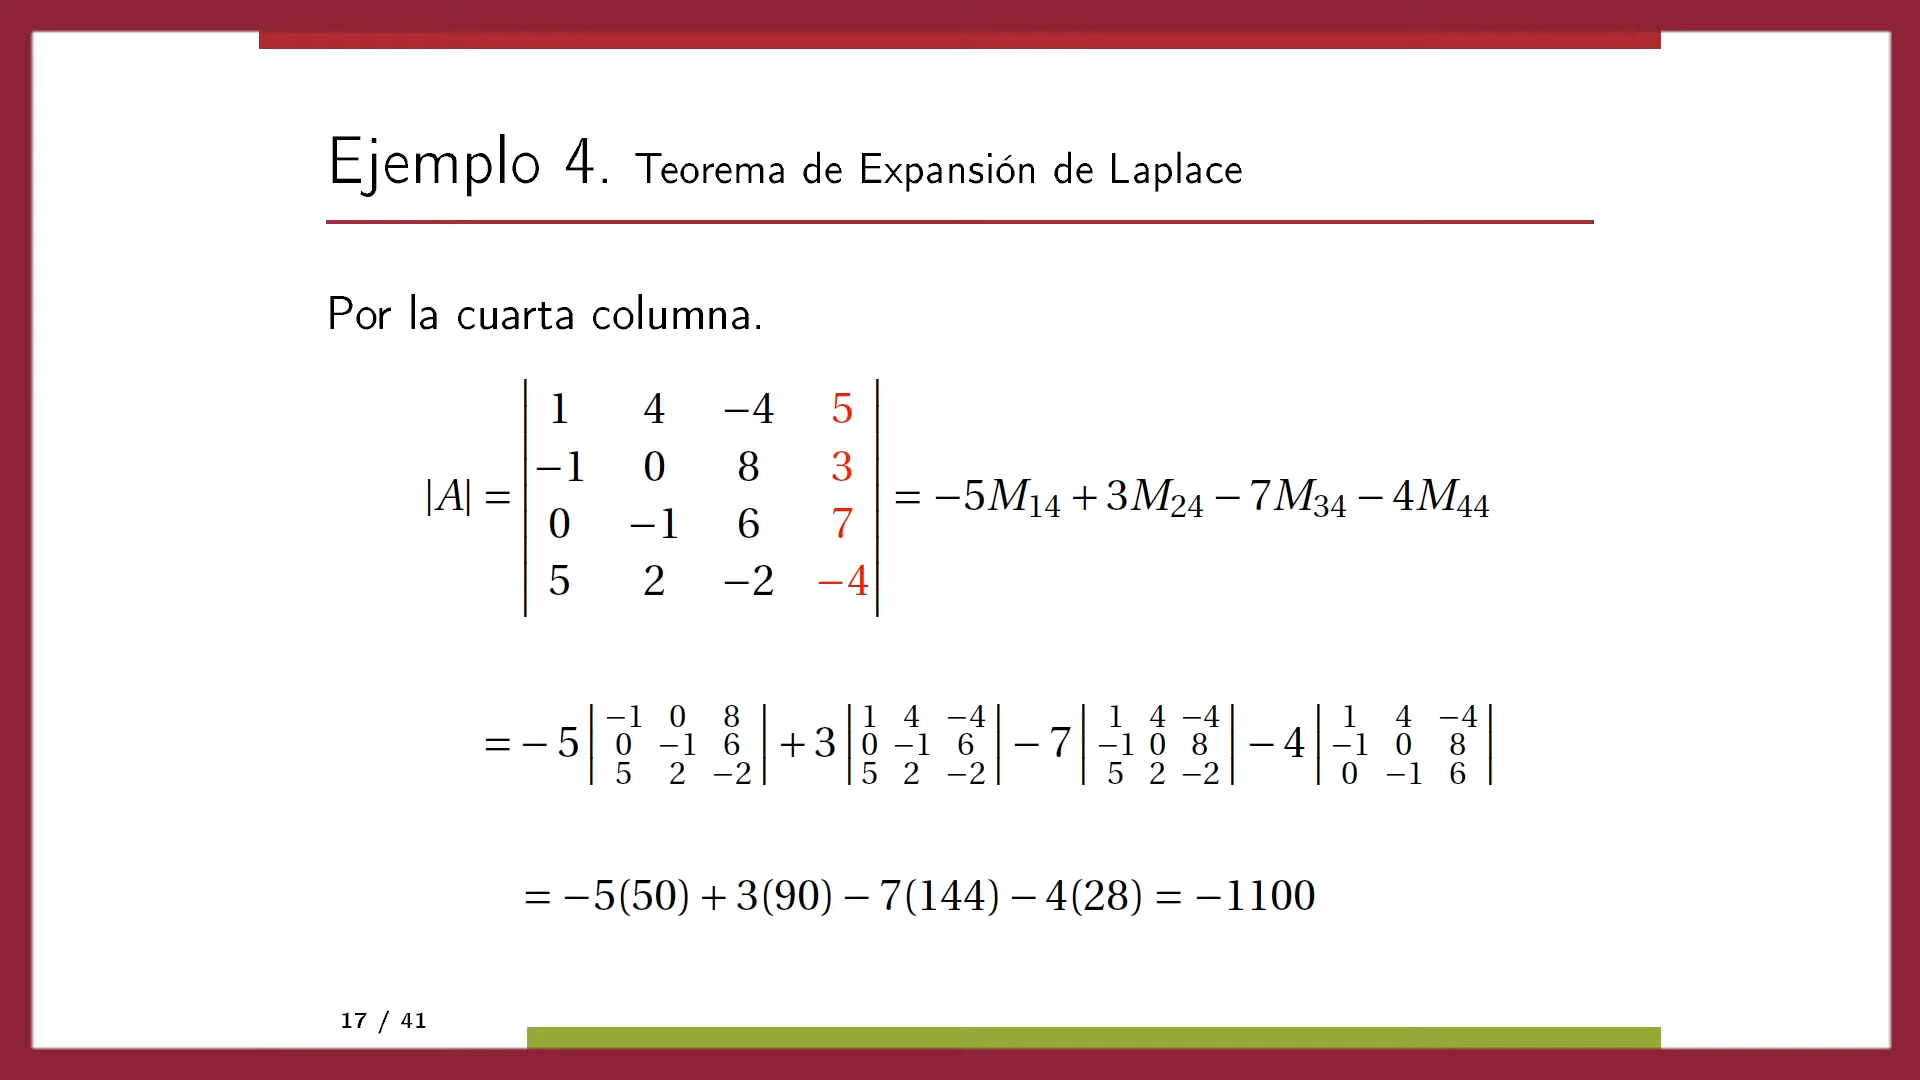 Ejemplo 4. Teorema de Expansión de Laplace
Por la cuarta columna.
|A| = | 1 4 −4 5 |
| −1 0 8 3 |
| 0 −1 6 7 |
| 5 2 −2 −4 | = −5M₁₄ + 3M₂₄ − 7M₃₄ − 4M₄₄
= − 5 | −1 0 8 ; 0 −1 6 ; 5 2 −2 | + 3 | 1 4 −4 ; 0 −1 6 ; 5 2 −2 | − 7 | 1 4 −4 ; −1 0 8 ; 5 2 −2 | − 4 | 1 4 −4 ; −1 0 8 ; 0 −1 6 |
= −5(50) + 3(90) − 7(144) − 4(28) = −1100
17 / 41